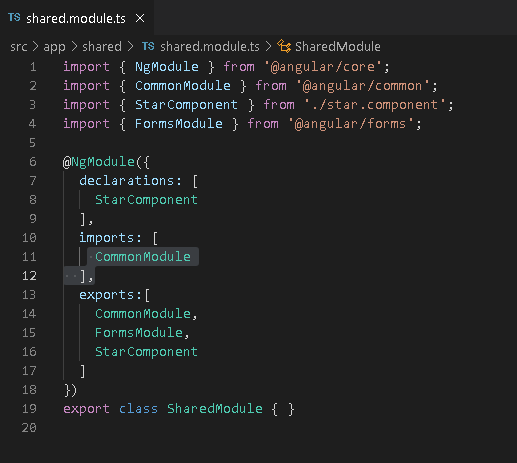 TS shared.module.ts ×
src > app > shared > TS shared.module.ts > SharedModule
1 import { NgModule } from '@angular/core';
2 import { CommonModule } from '@angular/common';
3 import { StarComponent } from './star.component';
4 import { FormsModule } from '@angular/forms';
5
6 @NgModule({
7   declarations: [
8     StarComponent
9   ],
10   imports: [
11     CommonModule
12   ],
13   exports:[
14     CommonModule,
15     FormsModule,
16     StarComponent
17   ]
18 })
19 export class SharedModule { }
20